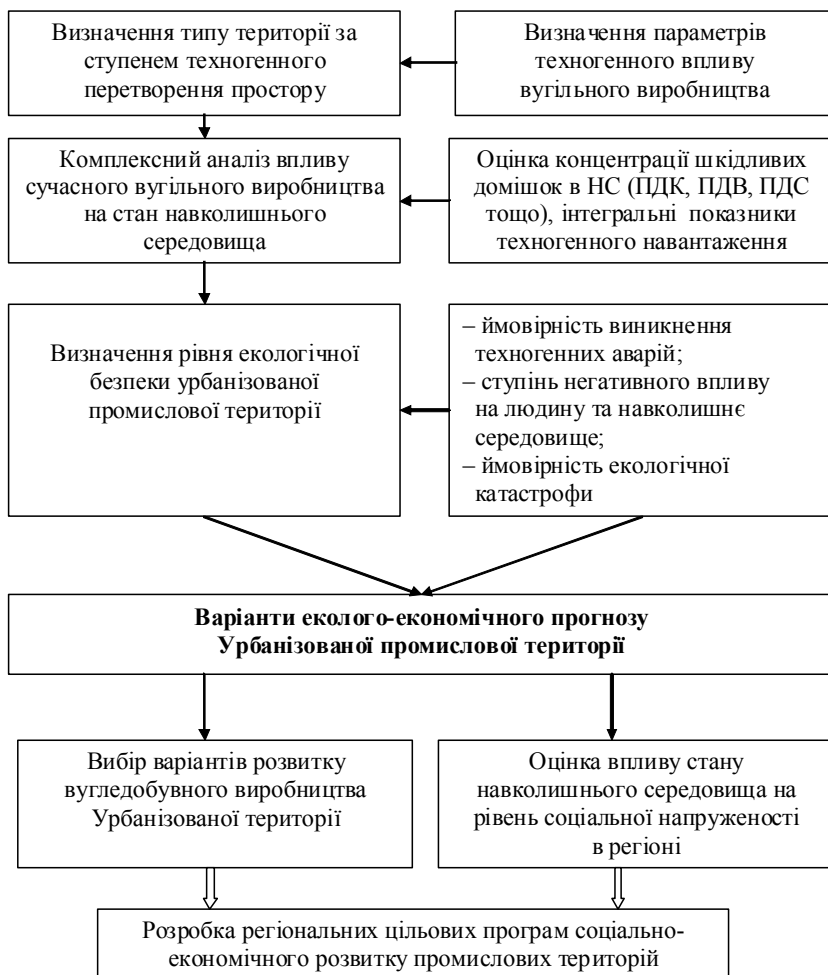 Визначення типу території за
ступенем техногенного
перетворення простору
Визначення параметрів
техногенного впливу
вугільного виробництва
Комплексний аналіз впливу
сучасного вугільного виробництва
на стан навколишнього
середовища
Оцінка концентрації шкідливих
домішок в НС (ПДК, ПДВ, ПДС
тощо), інтегральні показники
техногенного навантаження
Визначення рівня екологічної
безпеки урбанізованої
промислової території
– ймовірність виникнення
техногенних аварій;
– ступінь негативного впливу
на людину та навколишнє
середовище;
– ймовірність екологічної
катастрофи
Варіанти еколого-економічного прогнозу
Урбанізованої промислової території
Вибір варіантів розвитку
вугледобувного виробництва
Урбанізованої території
Оцінка впливу стану
навколишнього середовища на
рівень соціальної напруженості
в регіоні
Розробка регіональних цільових програм соціально-
економічного розвитку промислових територій